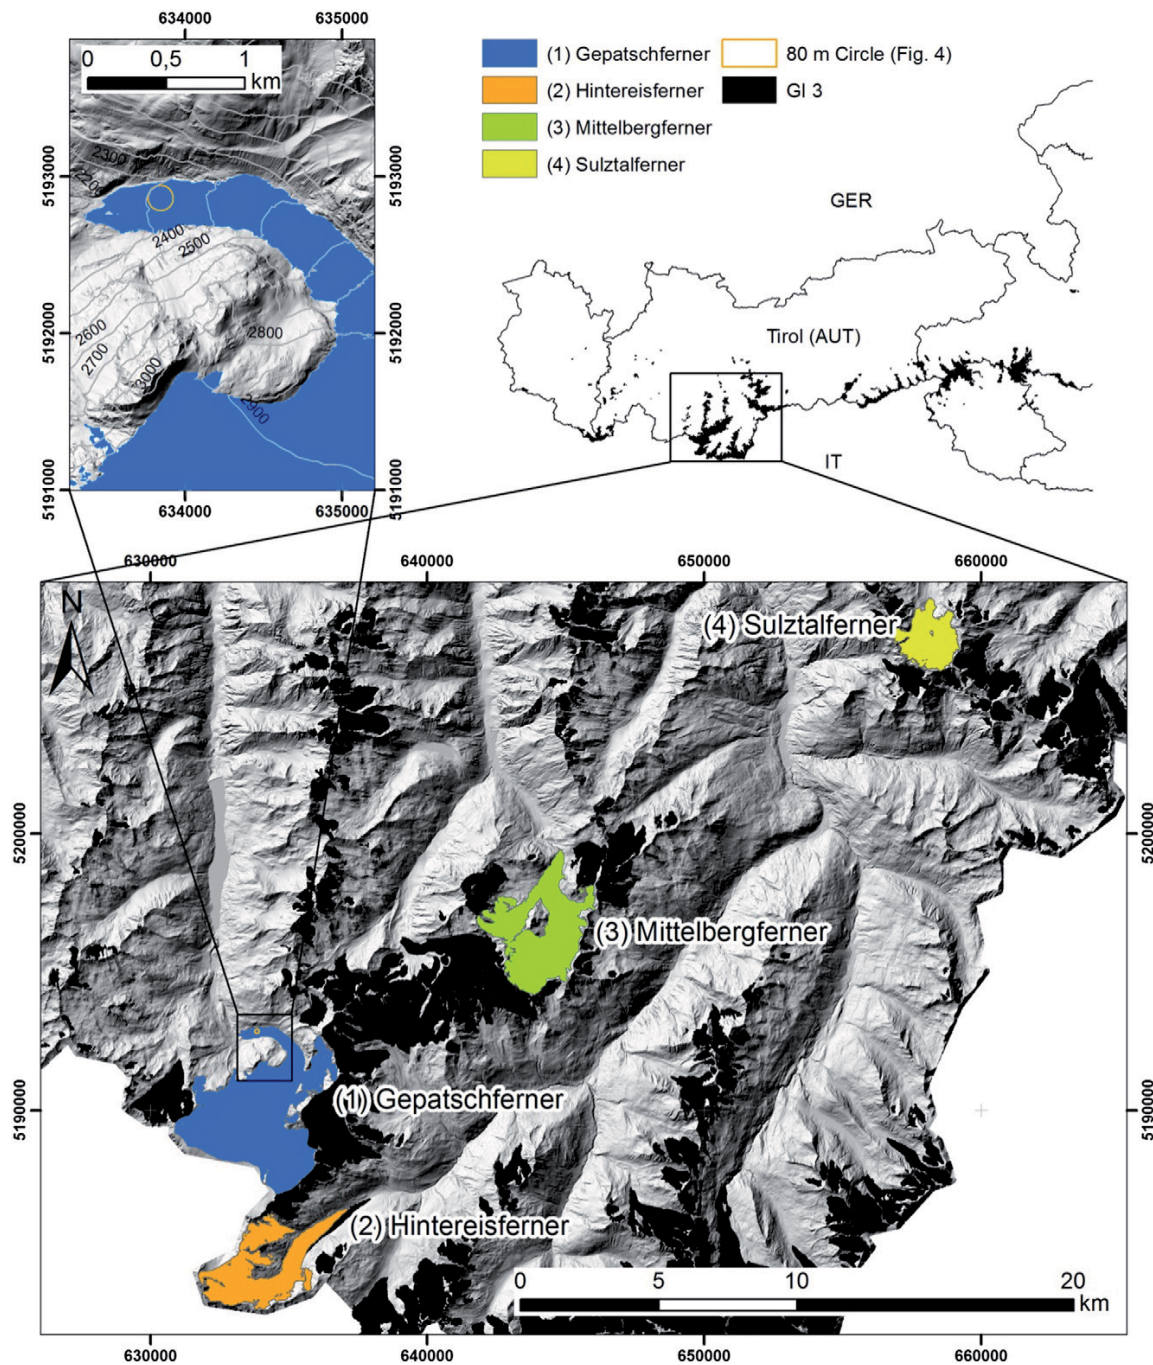 634000 635000
0 0,5 1
km
5193000
5192000
5191000
2300
2200
2400
2500
2600
2700
2800
3000
2900
5193000
5192000
5191000
634000 635000
(1) Gepatschferner
(2) Hintereisferner
(3) Mittelbergferner
(4) Sulztalferner
80 m Circle (Fig. 4)
Gl 3
GER
Tirol (AUT)
IT
630000 640000 650000 660000
N
(4) Sulztalferner
5200000
5200000
(3) Mittelbergferner
(1) Gepatschferner
5190000
5190000
(2) Hintereisferner
0 5 10 20
km
630000 640000 650000 660000